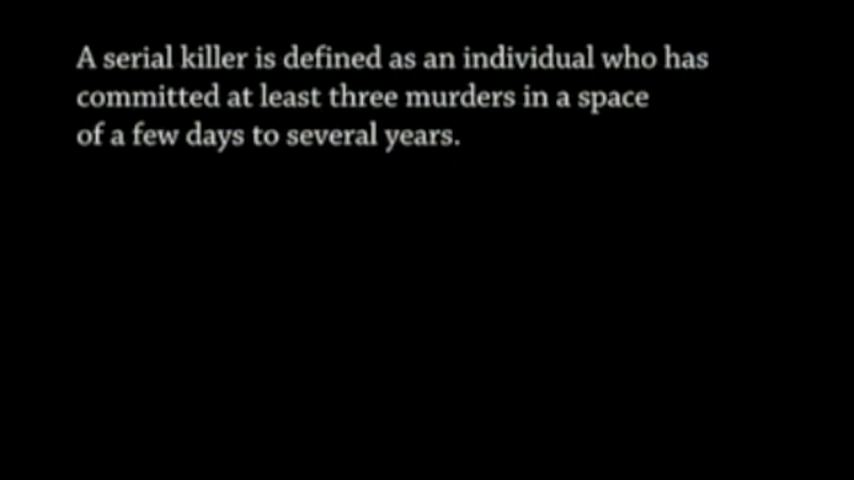 A serial killer is defined as an individual who has
committed at least three murders in a space
of a few days to several years.